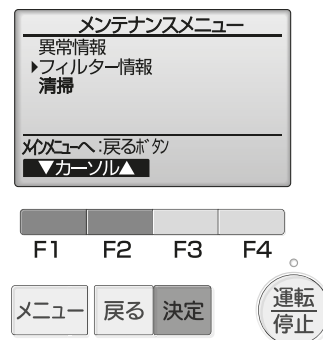 メンテナンスメニュー
異常情報
▶フィルター情報
清掃
メインメニューへ:戻るボタン
▼カーソル▲
F1 F2 F3 F4
メニュー 戻る 決定 運転
停止